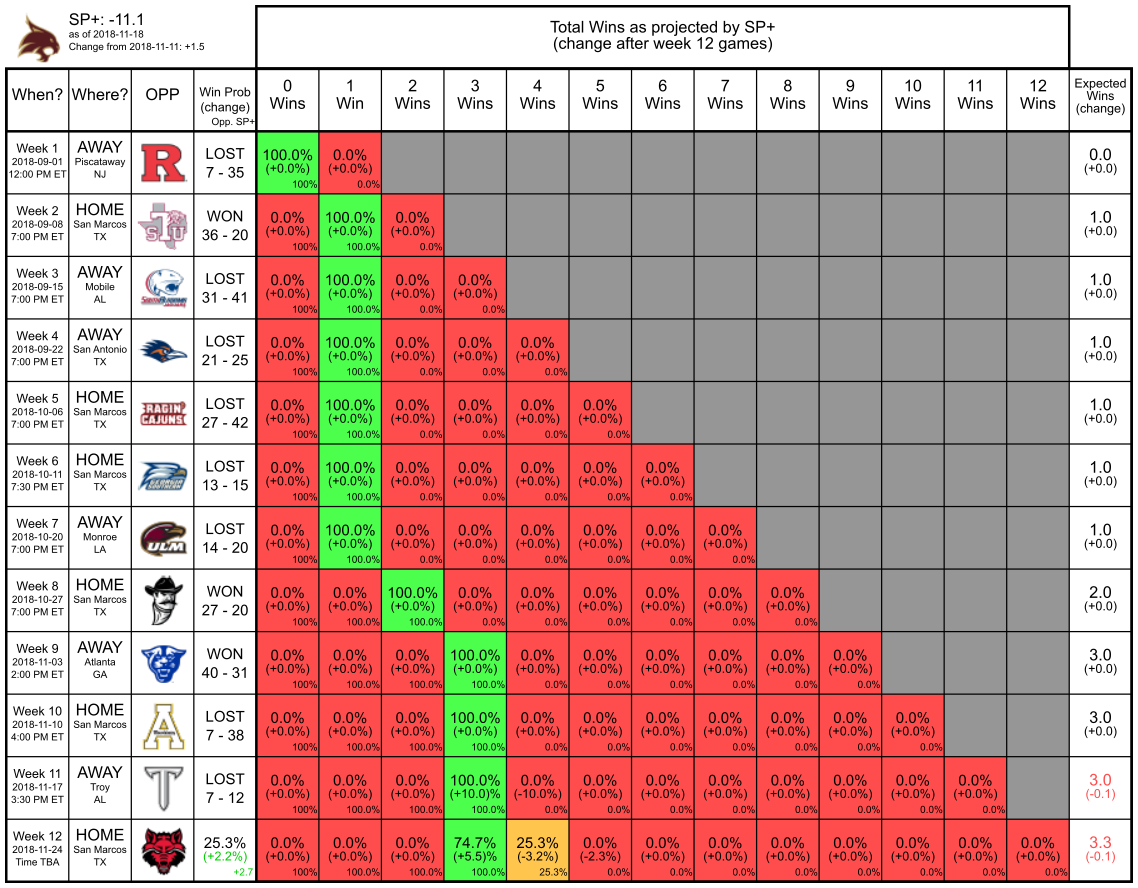 SP+: -11.1
as of 2018-11-18
Change from 2018-11-11: +1.5
Total Wins as projected by SP+
(change after week 12 games)
When? Where? OPP Win Prob (change) Opp. SP+ 0 Wins 1 Win 2 Wins 3 Wins 4 Wins 5 Wins 6 Wins 7 Wins 8 Wins 9 Wins 10 Wins 11 Wins 12 Wins Expected Wins (change)
Week 1 AWAY R LOST 100.0% 0.0% 0.0
2018-09-01 Piscataway 7 - 35 (+0.0%) (+0.0%) (+0.0)
12:00 PM ET NJ 100% 0.0%
Week 2 HOME WON 0.0% 100.0% 0.0% 1.0
2018-09-08 San Marcos 36 - 20 (+0.0%) (+0.0%) (+0.0%) (+0.0)
7:00 PM ET TX 100% 100.0% 0.0%
Week 3 AWAY LOST 0.0% 100.0% 0.0% 0.0% 1.0
2018-09-15 Mobile 31 - 41 (+0.0%) (+0.0%) (+0.0%) (+0.0%) (+0.0)
7:00 PM ET AL 100% 100.0% 0.0% 0.0%
Week 4 AWAY LOST 0.0% 100.0% 0.0% 0.0% 0.0% 1.0
2018-09-22 San Antonio 21 - 25 (+0.0%) (+0.0%) (+0.0%) (+0.0%) (+0.0%) (+0.0)
7:00 PM ET TX 100% 100.0% 0.0% 0.0% 0.0%
Week 5 HOME RAGIN' LOST 0.0% 100.0% 0.0% 0.0% 0.0% 0.0% 1.0
2018-10-06 San Marcos CAJUNS 27 - 42 (+0.0%) (+0.0%) (+0.0%) (+0.0%) (+0.0%) (+0.0%) (+0.0)
7:00 PM ET TX 100% 100.0% 0.0% 0.0% 0.0% 0.0%
Week 6 HOME LOST 0.0% 100.0% 0.0% 0.0% 0.0% 0.0% 0.0% 1.0
2018-10-11 San Marcos GEORGIA SOUTHERN 13 - 15 (+0.0%) (+0.0%) (+0.0%) (+0.0%) (+0.0%) (+0.0%) (+0.0%) (+0.0)
7:30 PM ET TX 100% 100.0% 0.0% 0.0% 0.0% 0.0% 0.0%
Week 7 AWAY LOST 0.0% 100.0% 0.0% 0.0% 0.0% 0.0% 0.0% 0.0% 1.0
2018-10-20 Monroe ULM 14 - 20 (+0.0%) (+0.0%) (+0.0%) (+0.0%) (+0.0%) (+0.0%) (+0.0%) (+0.0%) (+0.0)
7:00 PM ET LA 100% 100.0% 0.0% 0.0% 0.0% 0.0% 0.0% 0.0%
Week 8 HOME WON 0.0% 0.0% 100.0% 0.0% 0.0% 0.0% 0.0% 0.0% 0.0% 2.0
2018-10-27 San Marcos 27 - 20 (+0.0%) (+0.0%) (+0.0%) (+0.0%) (+0.0%) (+0.0%) (+0.0%) (+0.0%) (+0.0%) (+0.0)
7:00 PM ET TX 100% 100.0% 100.0% 0.0% 0.0% 0.0% 0.0% 0.0% 0.0%
Week 9 AWAY WON 0.0% 0.0% 0.0% 100.0% 0.0% 0.0% 0.0% 0.0% 0.0% 0.0% 3.0
2018-11-03 Atlanta 40 - 31 (+0.0%) (+0.0%) (+0.0%) (+0.0%) (+0.0%) (+0.0%) (+0.0%) (+0.0%) (+0.0%) (+0.0%) (+0.0)
2:00 PM ET GA 100% 100.0% 100.0% 100.0% 0.0% 0.0% 0.0% 0.0% 0.0% 0.0%
Week 10 HOME A LOST 0.0% 0.0% 0.0% 100.0% 0.0% 0.0% 0.0% 0.0% 0.0% 0.0% 0.0% 3.0
2018-11-10 San Marcos 7 - 38 (+0.0%) (+0.0%) (+0.0%) (+0.0%) (+0.0%) (+0.0%) (+0.0%) (+0.0%) (+0.0%) (+0.0%) (+0.0%) (+0.0)
4:00 PM ET TX 100% 100.0% 100.0% 100.0% 0.0% 0.0% 0.0% 0.0% 0.0% 0.0% 0.0%
Week 11 AWAY T LOST 0.0% 0.0% 0.0% 100.0% 0.0% 0.0% 0.0% 0.0% 0.0% 0.0% 0.0% 0.0% 3.0
2018-11-17 Troy 7 - 12 (+0.0%) (+0.0%) (+0.0%) (+10.0)% (-10.0%) (+0.0%) (+0.0%) (+0.0%) (+0.0%) (+0.0%) (+0.0%) (+0.0%) (-0.1)
3:30 PM ET AL 100% 100.0% 100.0% 100.0% 0.0% 0.0% 0.0% 0.0% 0.0% 0.0% 0.0% 0.0%
Week 12 HOME 25.3% 0.0% 0.0% 0.0% 74.7% 25.3% 0.0% 0.0% 0.0% 0.0% 0.0% 0.0% 0.0% 0.0% 3.3
2018-11-24 San Marcos (+2.2%) (+0.0%) (+0.0%) (+0.0%) (+5.5)% (-3.2%) (-2.3%) (+0.0%) (+0.0%) (+0.0%) (+0.0%) (+0.0%) (+0.0%) (+0.0%) (-0.1)
Time TBA TX +2.7 100% 100.0% 100.0% 100.0% 25.3% 0.0% 0.0% 0.0% 0.0% 0.0% 0.0% 0.0% 0.0%